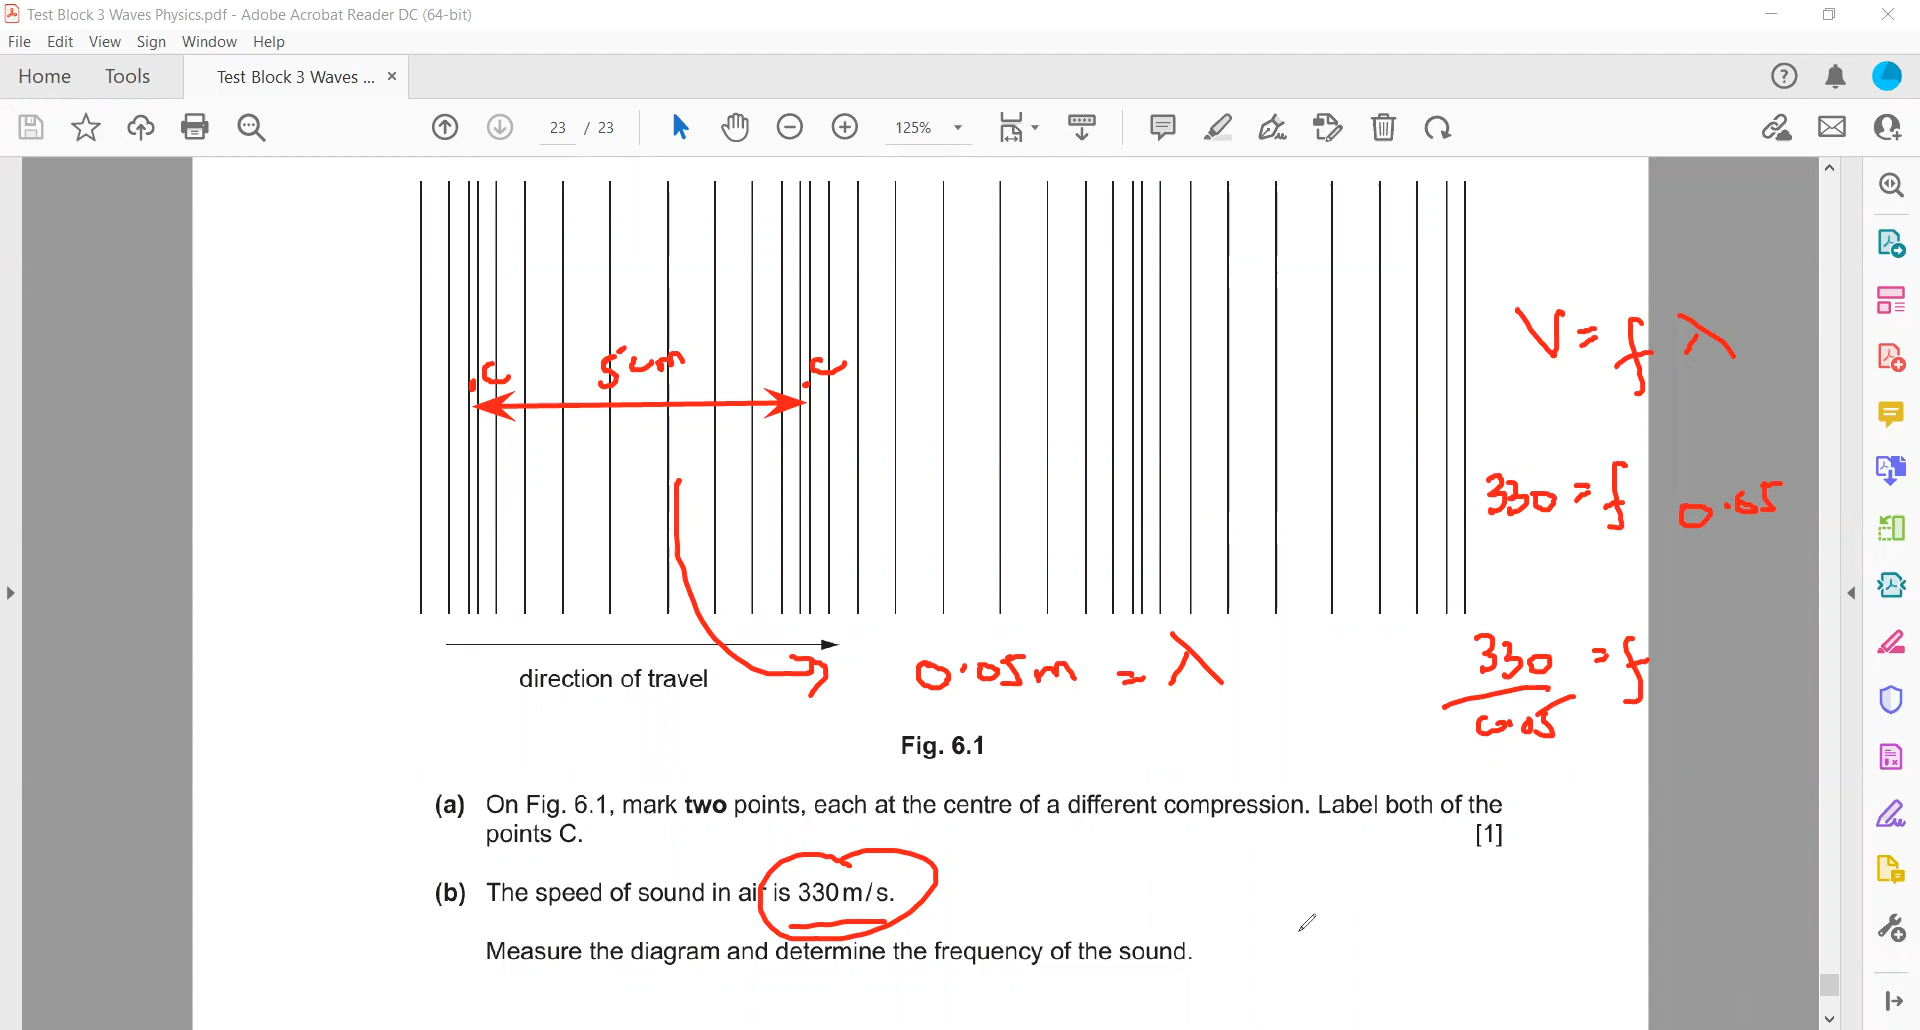 Test Block 3 Waves Physics.pdf - Adobe Acrobat Reader DC (64-bit)
File Edit View Sign Window Help
Home Tools Test Block 3 Waves ... ×
23 / 23 125%
.C 5cm .C
V = f λ
330 = f 0.05
direction of travel
0.05m = λ
330 = f
0.05
Fig. 6.1
(a) On Fig. 6.1, mark two points, each at the centre of a different compression. Label both of the
points C. [1]
(b) The speed of sound in air is 330 m/s.
Measure the diagram and determine the frequency of the sound.